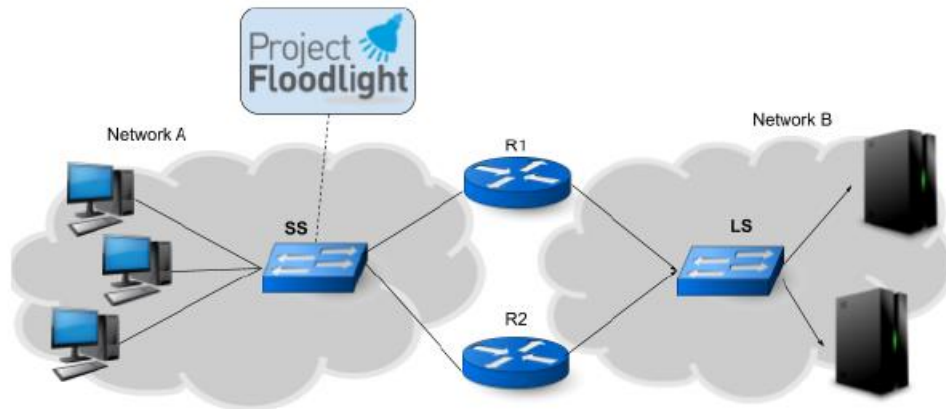 Project
Floodlight
Network A
Network B
R1
SS
LS
R2